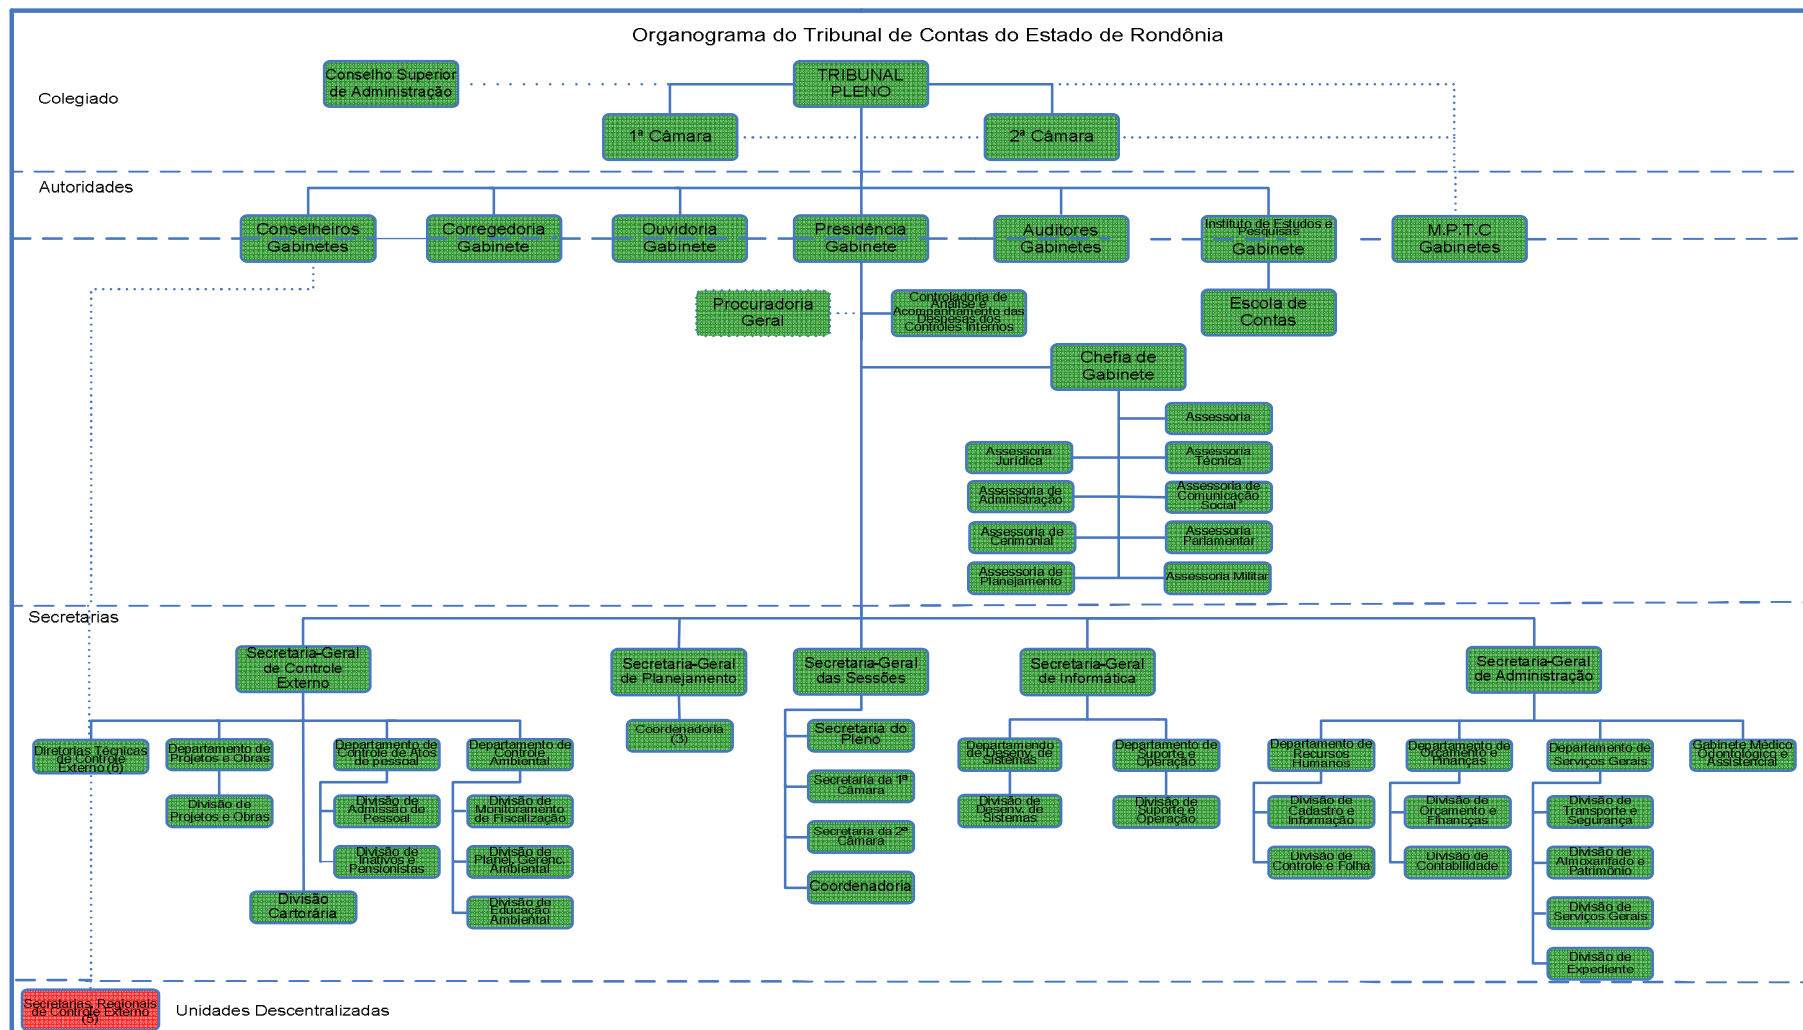 Organograma do Tribunal de Contas do Estado de Rondônia
Colegiado
Conselho Superior
de Administração
TRIBUNAL
PLENO
1ª Câmara
2ª Câmara
Autoridades
Conselheiros
Gabinetes
Corregedoria
Gabinete
Ouvidoria
Gabinete
Presidência
Gabinete
Auditores
Gabinetes
Instituto de Estudos e
Pesquisas
Gabinete
M.P.T.C
Gabinetes
Procuradoria
Geral
Controladoria de
Análise e
Acompanhamento das
Despesas dos
Controles Internos
Escola de
Contas
Chefia de
Gabinete
Assessoria
Assessoria
Jurídica
Assessoria
Técnica
Assessoria de
Administração
Assessoria de
Comunicação
Social
Assessoria de
Cerimonial
Assessoria
Parlamentar
Assessoria de
Planejamento
Assessoria Militar
Secretarias
Secretaria-Geral
de Controle
Externo
Secretaria-Geral
de Planejamento
Secretaria-Geral
das Sessões
Secretaria-Geral
de Informática
Secretaria-Geral
de Administração
Diretorias Técnicas
de Controle
Externo (6)
Departamento de
Projetos e Obras
Departamento de
Controle de Atos de
pessoal
Departamento de
Controle
Ambiental
Coordenadoria
(3)
Secretaria do
Pleno
Departamendo
de Desenv. de
Sistemas
Departamento de
Suporte e
Operação
Departamento de
Recursos
Humanos
Departamento de
Orçamento e
Finanças
Departamento de
Serviços Gerais
Gabinete Médico
Odontológico e
Assistencial
Divisão de
Projetos e Obras
Divisão de
Admissão de
Pessoal
Divisão de
Monitoramento
de Fiscalização
Secretaria da 1ª
Câmara
Divisão de
Desenv. de
Sistemas
Divisão de
Suporte e
Operação
Divisão de
Cadastro e
Informação
Divisão de
Orçamento e
Financças
Divisão de
Transporte e
Segurança
Divisão de
Inativos e
Pensionistas
Divisão de
Planej. Gerenc.
Ambiental
Secretaria da 2ª
Câmara
Divisão de
Controle e Folha
Divisão de
Contabilidade
Divisão de
Almoxarifado e
Patrimônio
Divisão
Cartorária
Divisão de
Educação
Ambiental
Coordenadoria
Divisão de
Serviços Gerais
Divisão de
Expediente
Secretarias Regionais
de Controle Externo
(5)
Unidades Descentralizadas